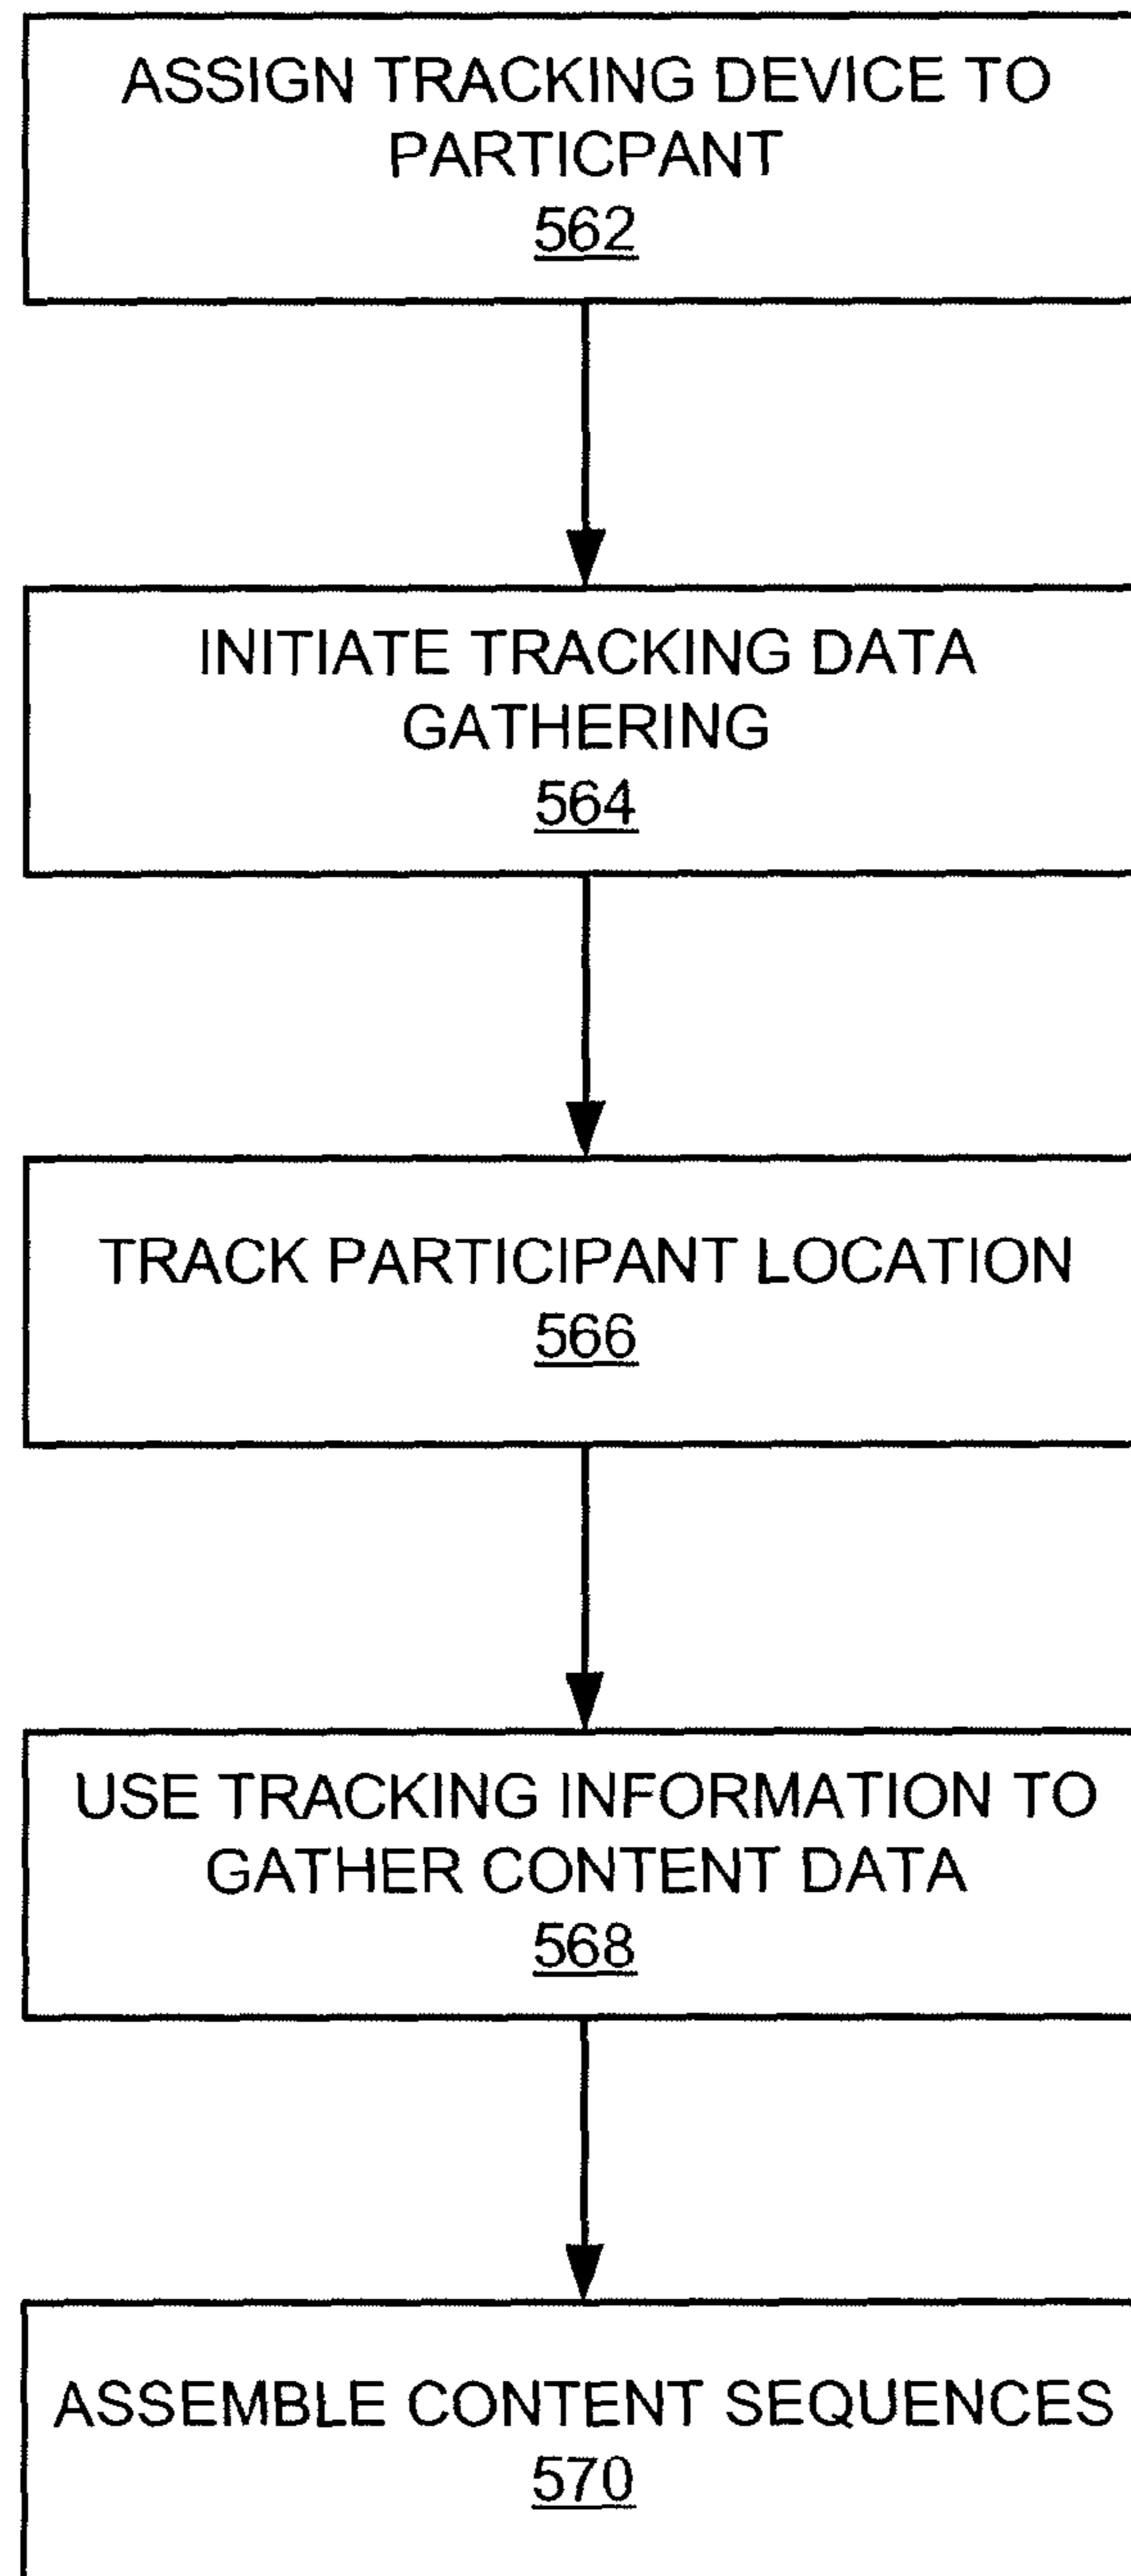 ASSIGN TRACKING DEVICE TO
PARTICPANT
562
INITIATE TRACKING DATA
GATHERING
564
TRACK PARTICIPANT LOCATION
566
USE TRACKING INFORMATION TO
GATHER CONTENT DATA
568
ASSEMBLE CONTENT SEQUENCES
570